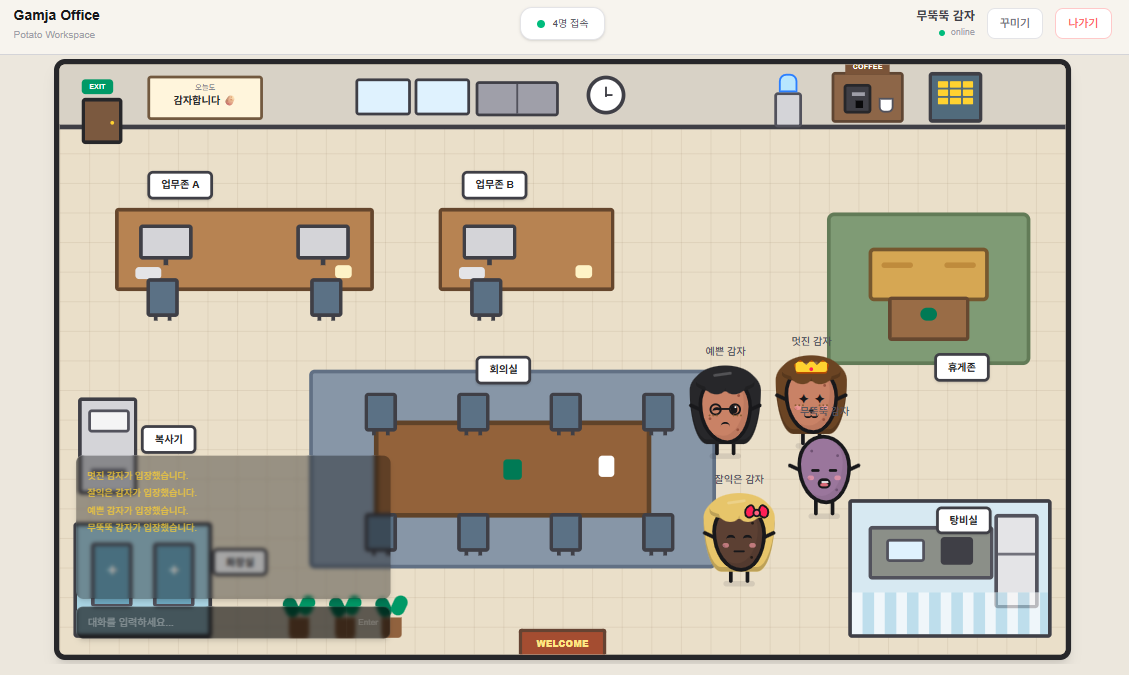 Gamja Office
Potato Workspace
4명 접속
무뚝뚝 감자
online
꾸미기
나가기
EXIT
오늘도
감자합니다
COFFEE
업무존 A
업무존 B
회의실
휴게존
복사기
탕비실
예쁜 감자
멋진 감자
무뚝뚝 감자
잘익은 감자
멋진 감자가 입장했습니다.
잘익은 감자가 입장했습니다.
예쁜 감자가 입장했습니다.
무뚝뚝 감자가 입장했습니다.
화장실
대화를 입력하세요...
Enter
WELCOME